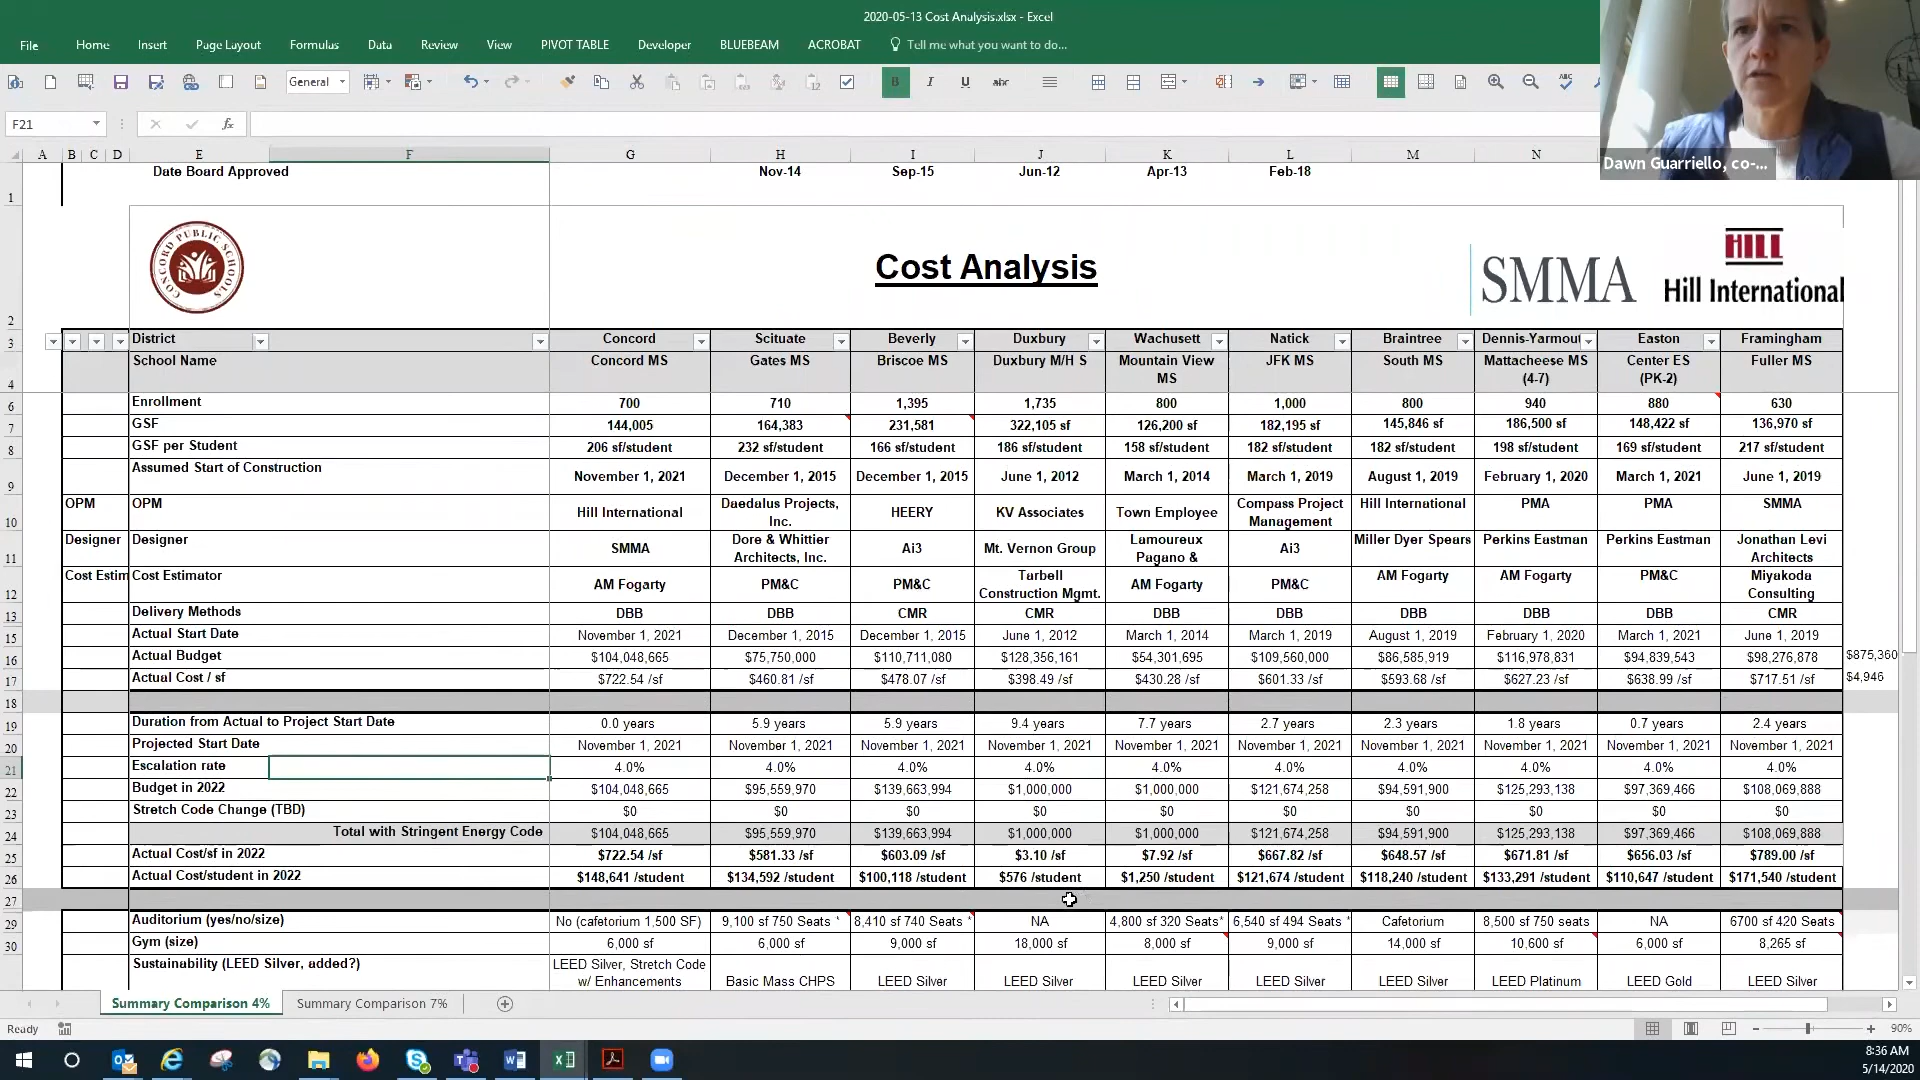 2020-05-13 Cost Analysis.xlsx - Excel
File Home Insert Page Layout Formulas Data Review View PIVOT TABLE Developer BLUEBEAM ACROBAT Tell me what you want to do...
General B I U abc ABC
F21 fx
Dawn Guarriello, co-...
A B C D E F G H I J K L M N
1 Date Board Approved Nov-14 Sep-15 Jun-12 Apr-13 Feb-18
CONCORD PUBLIC SCHOOLS
Cost Analysis
SMMA
HILL
Hill International
2
3 District Concord Scituate Beverly Duxbury Wachusett Natick Braintree Dennis-Yarmout Easton Framingham
4 School Name Concord MS Gates MS Briscoe MS Duxbury M/H S Mountain View MS JFK MS South MS Mattacheese MS (4-7) Center ES (PK-2) Fuller MS
6 Enrollment 700 710 1,395 1,735 800 1,000 800 940 880 630
7 GSF 144,005 164,383 231,581 322,105 sf 126,200 sf 182,195 sf 145,846 sf 186,500 sf 148,422 sf 136,970 sf
8 GSF per Student 206 sf/student 232 sf/student 166 sf/student 186 sf/student 158 sf/student 182 sf/student 182 sf/student 198 sf/student 169 sf/student 217 sf/student
9 Assumed Start of Construction November 1, 2021 December 1, 2015 December 1, 2015 June 1, 2012 March 1, 2014 March 1, 2019 August 1, 2019 February 1, 2020 March 1, 2021 June 1, 2019
10 OPM OPM Hill International Daedalus Projects, Inc. HEERY KV Associates Town Employee Compass Project Management Hill International PMA PMA SMMA
11 Designer Designer SMMA Dore & Whittier Architects, Inc. Ai3 Mt. Vernon Group Lamoureux Pagano & Ai3 Miller Dyer Spears Perkins Eastman Perkins Eastman Jonathan Levi Architects
12 Cost Estim Cost Estimator AM Fogarty PM&C PM&C Tarbell Construction Mgmt. AM Fogarty PM&C AM Fogarty AM Fogarty PM&C Miyakoda Consulting
13 Delivery Methods DBB DBB CMR CMR DBB DBB DBB DBB DBB CMR
15 Actual Start Date November 1, 2021 December 1, 2015 December 1, 2015 June 1, 2012 March 1, 2014 March 1, 2019 August 1, 2019 February 1, 2020 March 1, 2021 June 1, 2019
16 Actual Budget $104,048,665 $75,750,000 $110,711,080 $128,356,161 $54,301,695 $109,560,000 $86,585,919 $116,978,831 $94,839,543 $98,276,878 $875,360
17 Actual Cost / sf $722.54 /sf $460.81 /sf $478.07 /sf $398.49 /sf $430.28 /sf $601.33 /sf $593.68 /sf $627.23 /sf $638.99 /sf $717.51 /sf $4,946
18
19 Duration from Actual to Project Start Date 0.0 years 5.9 years 5.9 years 9.4 years 7.7 years 2.7 years 2.3 years 1.8 years 0.7 years 2.4 years
20 Projected Start Date November 1, 2021 November 1, 2021 November 1, 2021 November 1, 2021 November 1, 2021 November 1, 2021 November 1, 2021 November 1, 2021 November 1, 2021 November 1, 2021
21 Escalation rate 4.0% 4.0% 4.0% 4.0% 4.0% 4.0% 4.0% 4.0% 4.0% 4.0%
22 Budget in 2022 $104,048,665 $95,559,970 $139,663,994 $1,000,000 $1,000,000 $121,674,258 $94,591,900 $125,293,138 $97,369,466 $108,069,888
23 Stretch Code Change (TBD) $0 $0 $0 $0 $0 $0 $0 $0 $0 $0
24 Total with Stringent Energy Code $104,048,665 $95,559,970 $139,663,994 $1,000,000 $1,000,000 $121,674,258 $94,591,900 $125,293,138 $97,369,466 $108,069,888
25 Actual Cost/sf in 2022 $722.54 /sf $581.33 /sf $603.09 /sf $3.10 /sf $7.92 /sf $667.82 /sf $648.57 /sf $671.81 /sf $656.03 /sf $789.00 /sf
26 Actual Cost/student in 2022 $148,641 /student $134,592 /student $100,118 /student $576 /student $1,250 /student $121,674 /student $118,240 /student $133,291 /student $110,647 /student $171,540 /student
27
29 Auditorium (yes/no/size) No (cafetorium 1,500 SF) 9,100 sf 750 Seats * 8,410 sf 740 Seats * NA 4,800 sf 320 Seats* 6,540 sf 494 Seats * Cafetorium 8,500 sf 750 seats NA 6700 sf 420 Seats
30 Gym (size) 6,000 sf 6,000 sf 9,000 sf 18,000 sf 8,000 sf 9,000 sf 14,000 sf 10,600 sf 6,000 sf 8,265 sf
Sustainability (LEED Silver, added?) LEED Silver, Stretch Code w/ Enhancements Basic Mass CHPS LEED Silver LEED Silver LEED Silver LEED Silver LEED Silver LEED Platinum LEED Gold LEED Silver
Summary Comparison 4% Summary Comparison 7%
Ready 90%
8:36 AM
5/14/2020